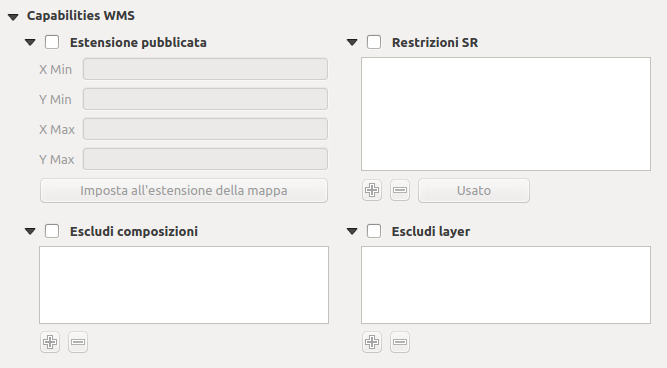 Capabilities WMS
Estensione pubblicata
X Min
Y Min
X Max
Y Max
Imposta all'estensione della mappa
Restrizioni SR
Usato
Escludi composizioni
Escludi layer